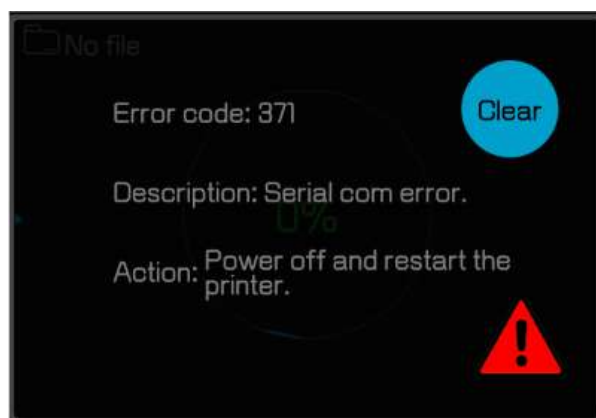 No file
Error code: 371
Clear
Description: Serial com error.
0%
Action: Power off and restart the
printer.